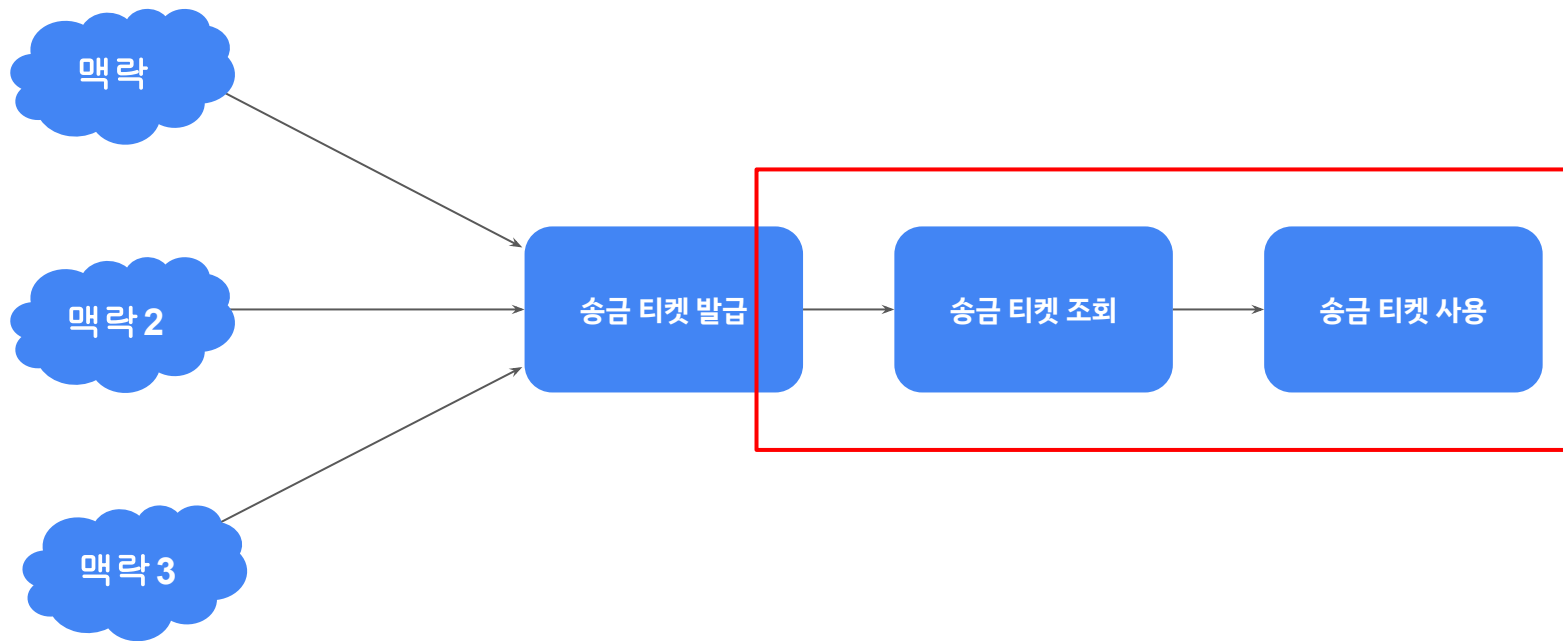 맥락
맥락 2
맥락 3
송금 티켓 발급
송금 티켓 조회
송금 티켓 사용